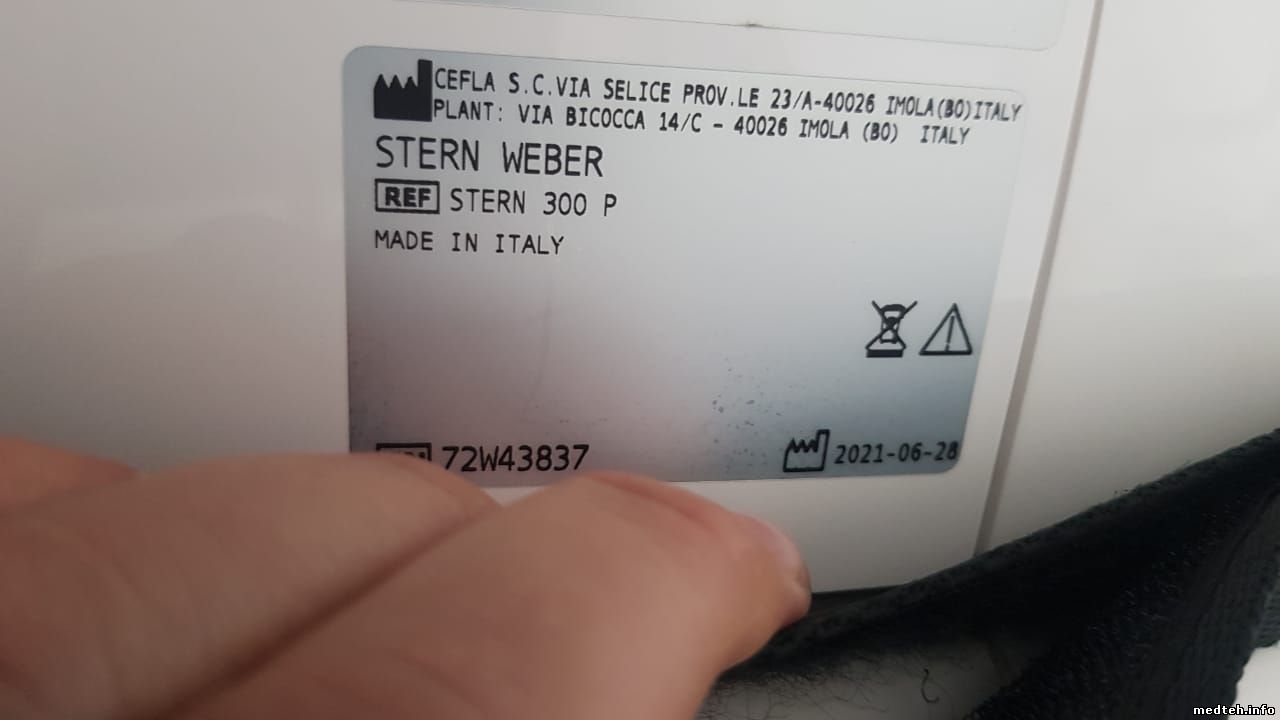 CEFLA S.C.VIA SELICE PROV.LE 23/A-40026 IMOLA(BO)ITALY
PLANT: VIA BICOCCA 14/C - 40026 IMOLA (BO) ITALY
STERN WEBER
REF STERN 300 P
MADE IN ITALY
72W43837
2021-06-28
medteh.info